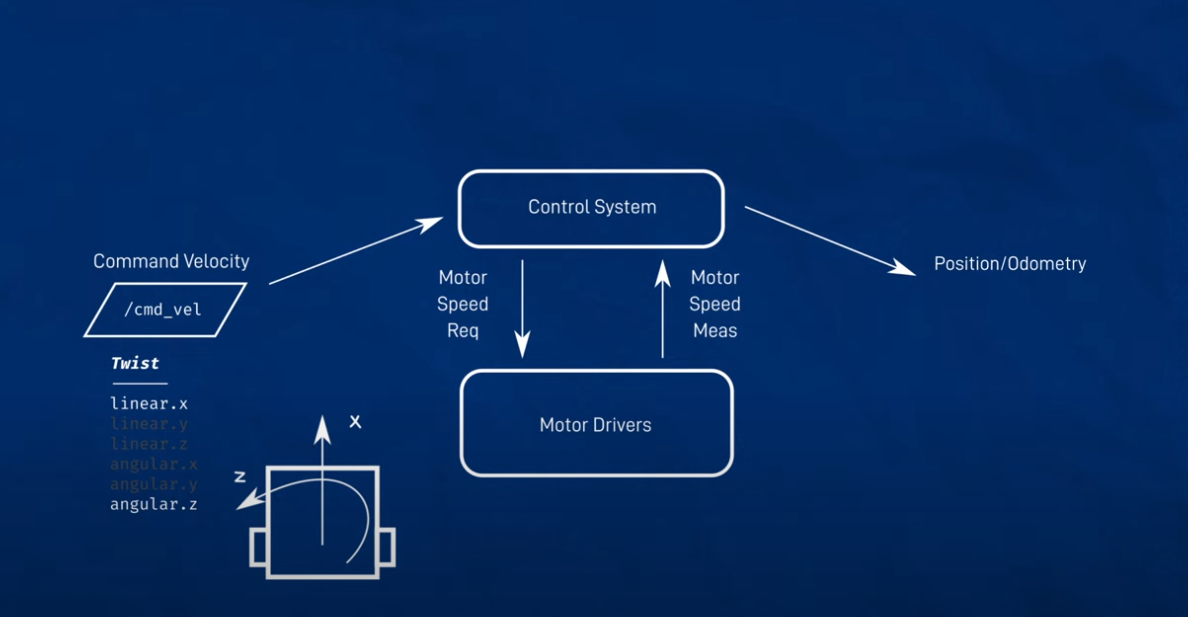 Control System
Command Velocity
/cmd_vel
Twist
linear.x
linear.y
linear.z
angular.x
angular.y
angular.z
Motor
Speed
Req
Motor
Speed
Meas
Position/Odometry
Motor Drivers
X
Z